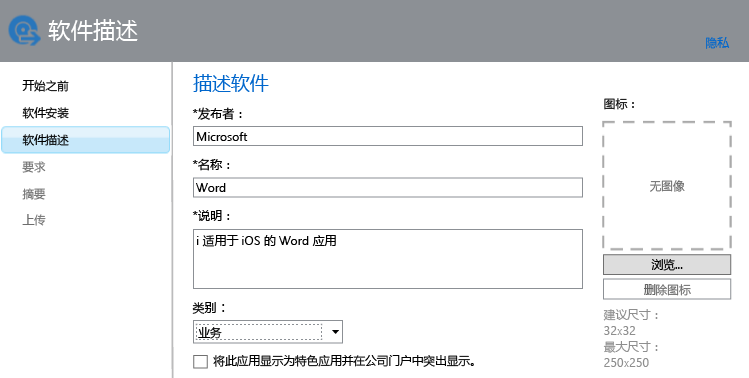 软件描述
隐私
开始之前
软件安装
软件描述
要求
摘要
上传
描述软件
*发布者：
Microsoft
*名称：
Word
*说明：
i 适用于 iOS 的 Word 应用
类别：
业务
将此应用显示为特色应用并在公司门户中突出显示。
图标：
无图像
浏览...
删除图标
建议尺寸：
32x32
最大尺寸：
250x250